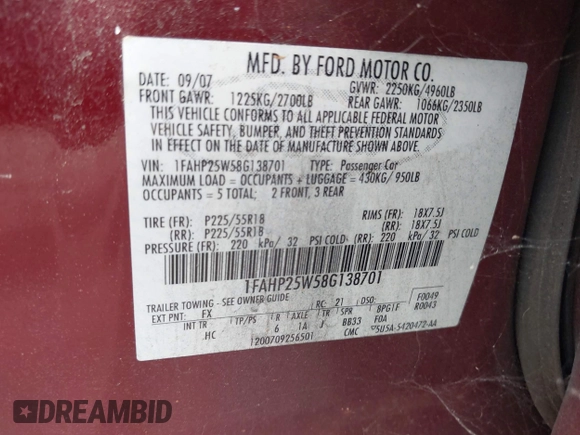 MFD. BY FORD MOTOR CO.
DATE: 09/07 GVWR: 2250KG/4960LB
FRONT GAWR: 1225KG/2700LB REAR GAWR: 1066KG/2350LB
THIS VEHICLE CONFORMS TO ALL APPLICABLE FEDERAL MOTOR
VEHICLE SAFETY, BUMPER, AND THEFT PREVENTION STANDARDS
IN EFFECT ON THE DATE OF MANUFACTURE SHOWN ABOVE.
VIN: 1FAHP25W58G138701 TYPE: Passenger Car
MAXIMUM LOAD = OCCUPANTS + LUGGAGE = 430KG/950LB
OCCUPANTS = 5 TOTAL; 2 FRONT, 3 REAR
TIRE (FR): P225/55R18 RIMS (FR): 18X7.5J
(RR): P225/55R18 (RR): 18X7.5J
PRESSURE (FR): 220 kPa/ 32 PSI COLD (RR): 220 kPa/ 32 PSI COLD
1FAHP25W58G138701
TRAILER TOWING - SEE OWNER GUIDE RC: 21 DSO: F0049
EXT PNT: FX R0043
INT TR TP/PS R AXLE TR SPR 8PG1F
HC 6 1A J BB33 F0A
1200709256501 CMC 5U5A-5420472-AA
DREAMBID